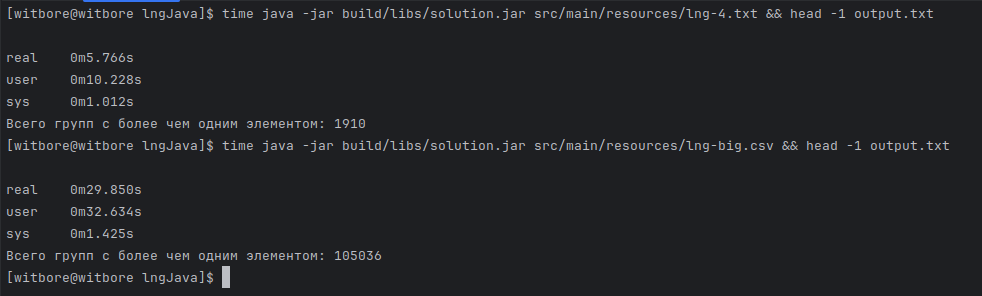 [witbore@witbore lngJava]$ time java -jar build/libs/solution.jar src/main/resources/lng-4.txt && head -1 output.txt
real 0m5.766s
user 0m10.228s
sys 0m1.012s
Всего групп с более чем одним элементом: 1910
[witbore@witbore lngJava]$ time java -jar build/libs/solution.jar src/main/resources/lng-big.csv && head -1 output.txt
real 0m29.850s
user 0m32.634s
sys 0m1.425s
Всего групп с более чем одним элементом: 105036
[witbore@witbore lngJava]$